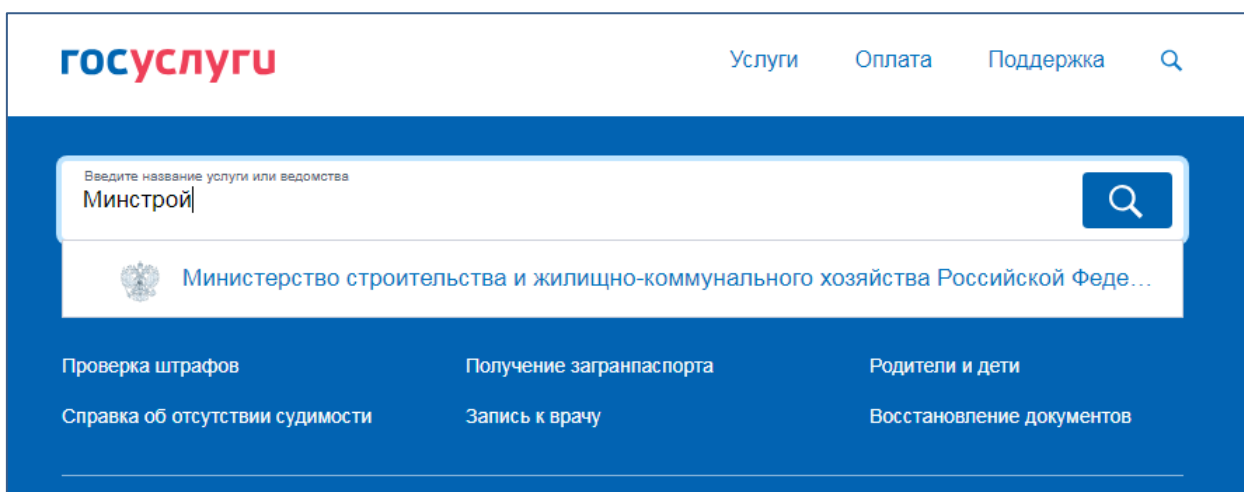 госуслуги
Услуги Оплата Поддержка
Введите название услуги или ведомства
Минстрой
Министерство строительства и жилищно-коммунального хозяйства Российской Феде...
Проверка штрафов Получение загранпаспорта Родители и дети
Справка об отсутствии судимости Запись к врачу Восстановление документов